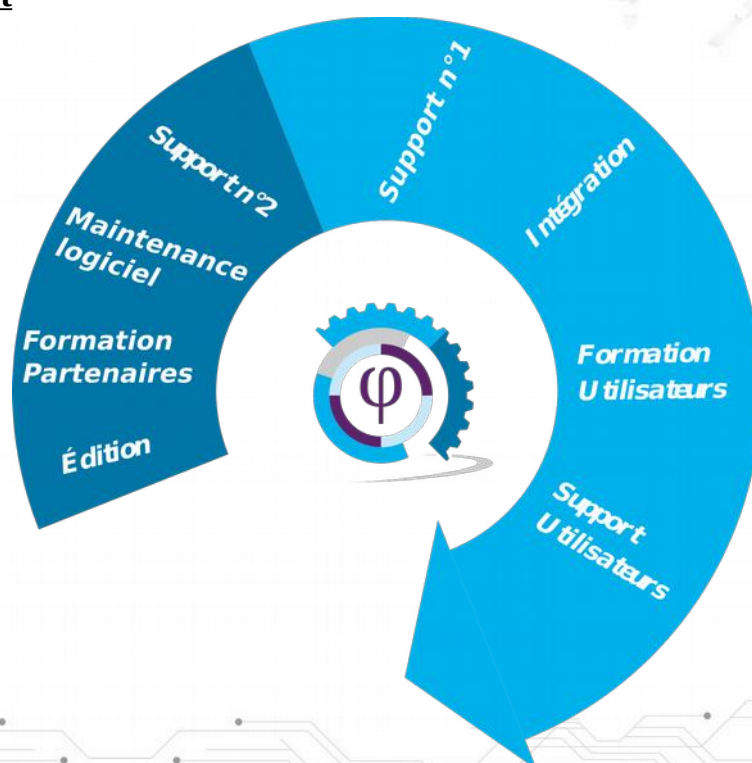 Support n°1
Support n°2
Intégration
Maintenance
logiciel
Formation
Partenaires
Formation
Utilisateurs
Édition
Support
Utilisateurs
φ